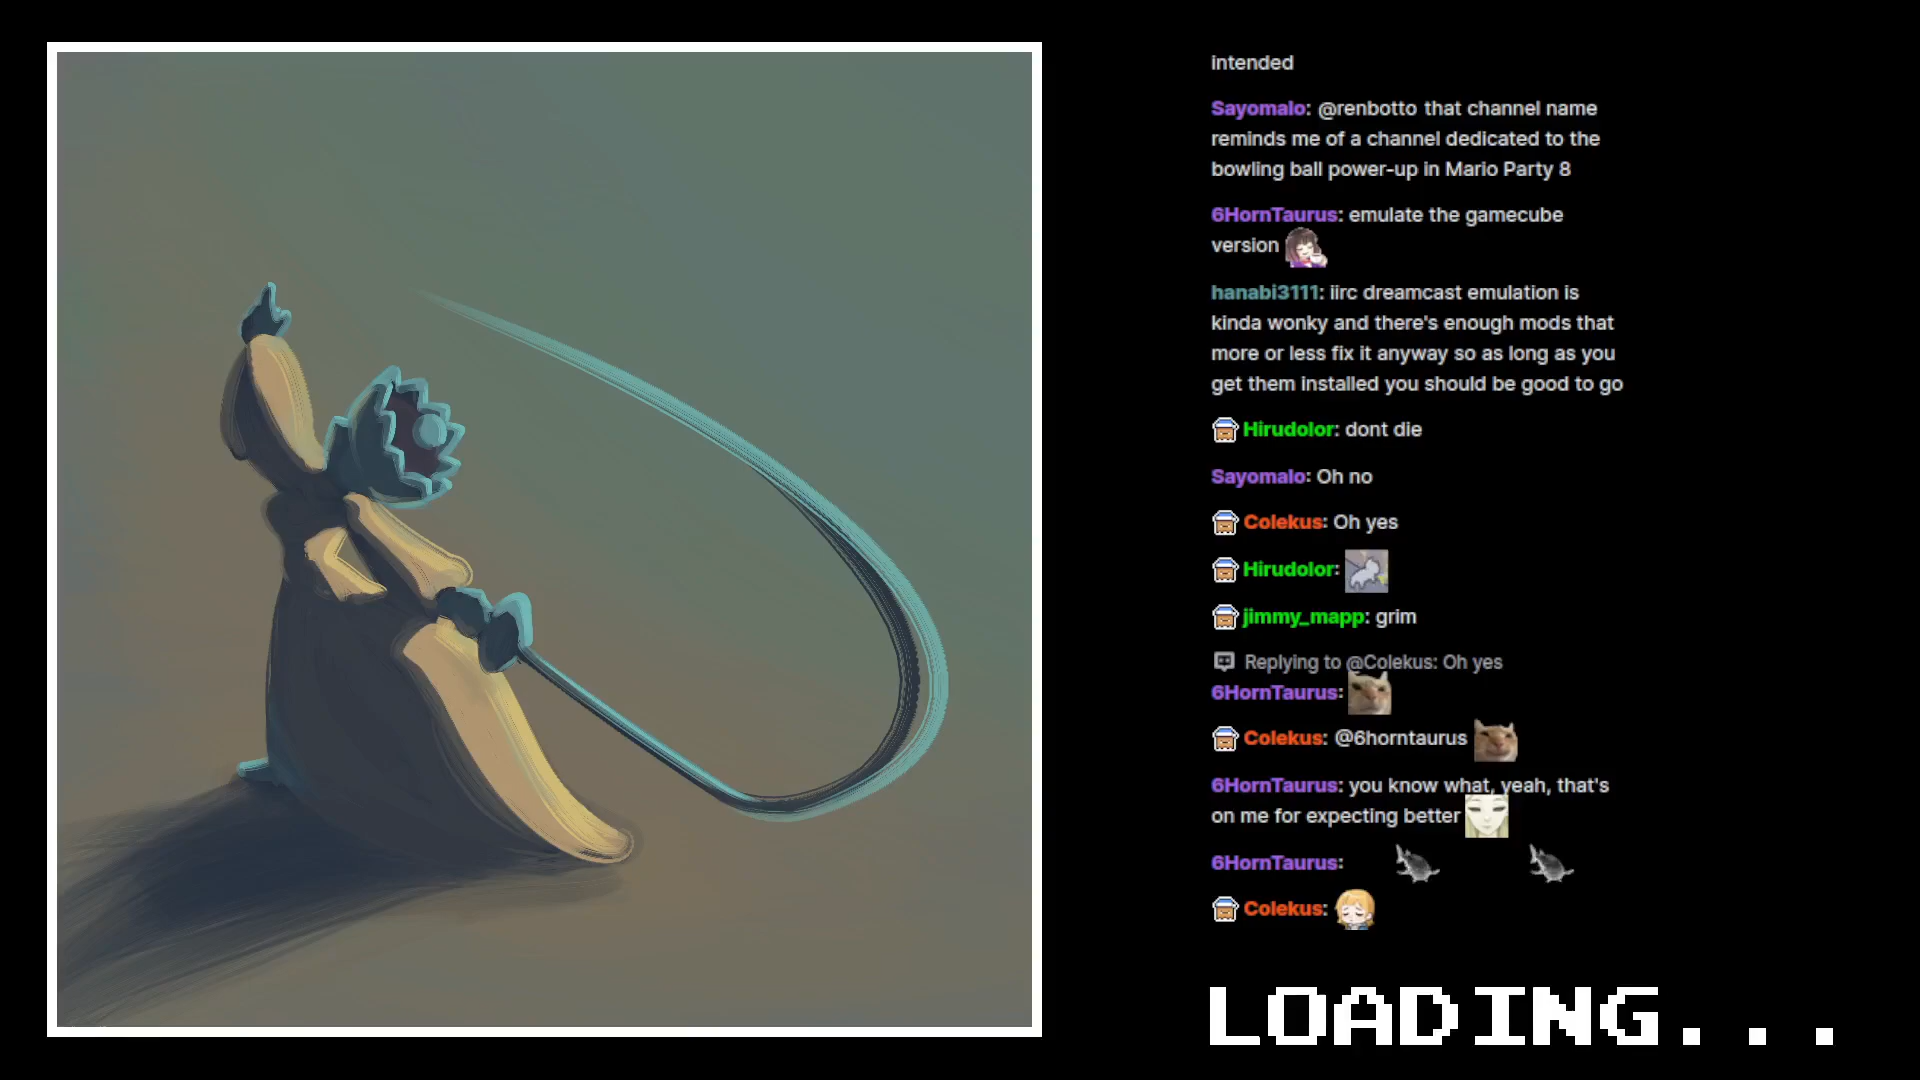 intended
Sayomalo: @renbotto that channel name
reminds me of a channel dedicated to the
bowling ball power-up in Mario Party 8
6HornTaurus: emulate the gamecube
version
hanabi3111: iirc dreamcast emulation is
kinda wonky and there's enough mods that
more or less fix it anyway so as long as you
get them installed you should be good to go
Hirudolor: dont die
Sayomalo: Oh no
Colekus: Oh yes
Hirudolor:
jimmy_mapp: grim
Replying to @Colekus: Oh yes
6HornTaurus:
Colekus: @6horntaurus
6HornTaurus: you know what, yeah, that's
on me for expecting better
6HornTaurus:
Colekus:
LOADING...